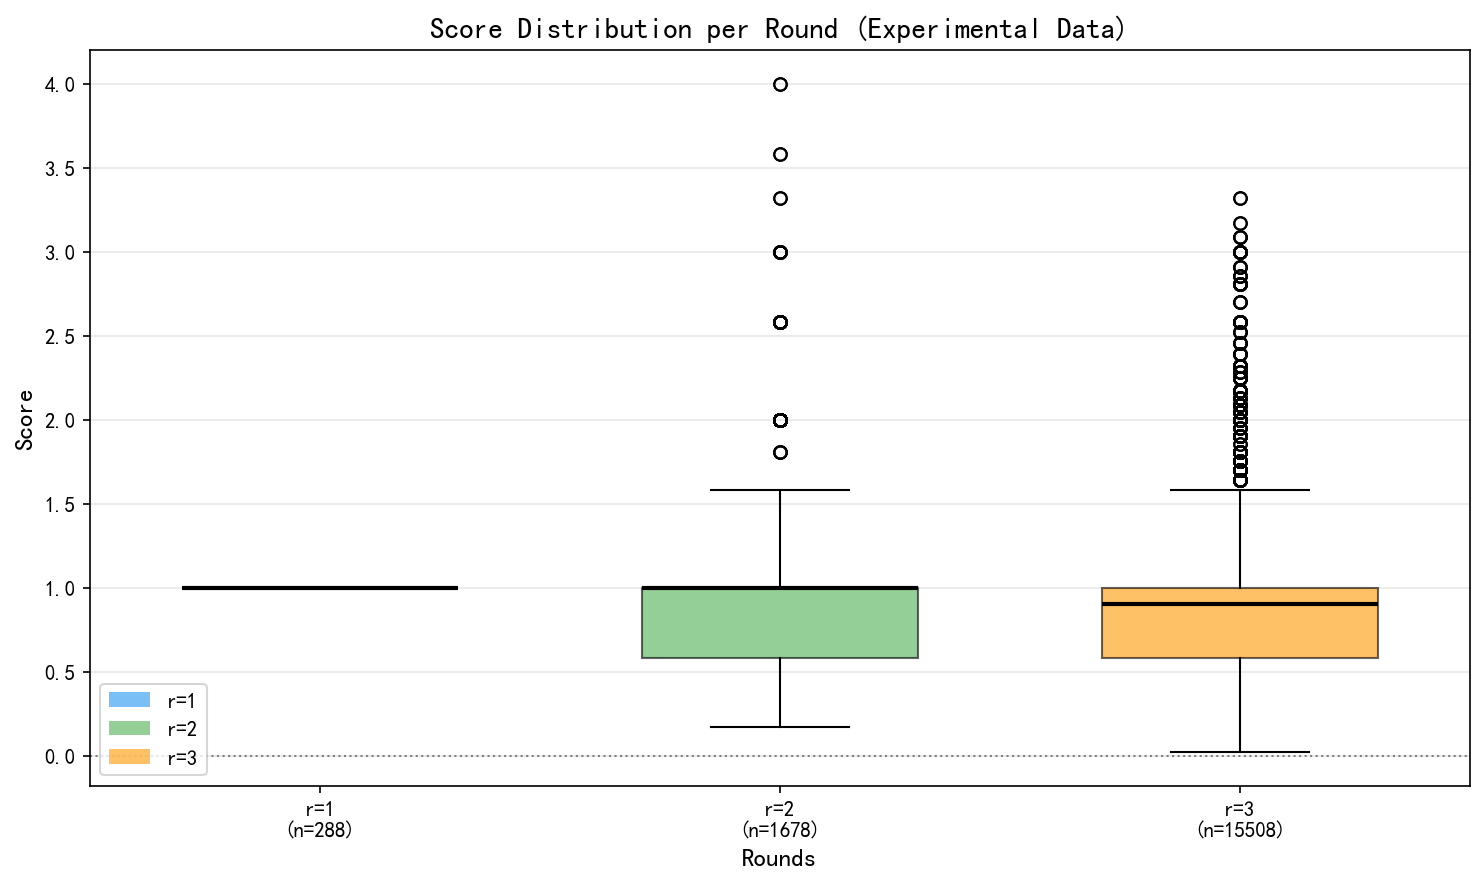 Score Distribution per Round (Experimental Data)
Score
4.0
3.5
3.0
2.5
2.0
1.5
1.0
0.5
0.0
r=1
r=2
r=3
r=1
(n=288)
r=2
(n=1678)
r=3
(n=15508)
Rounds